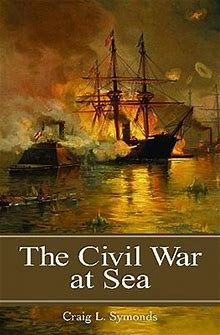 The Civil War
at Sea
Craig L. Symonds